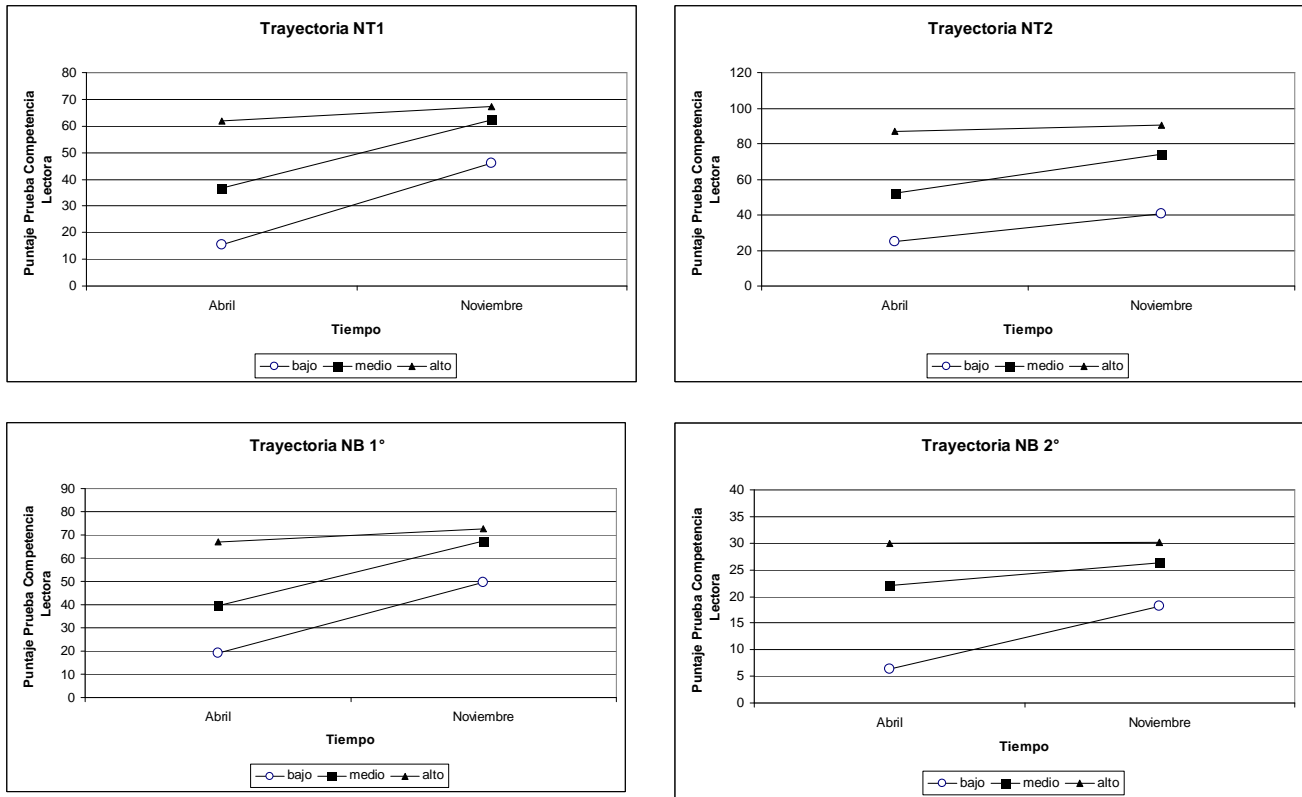 Trayectoria NT1
Puntaje Prueba Competencia
Lectora
80
70
60
50
40
30
20
10
0
Abril
Noviembre
Tiempo
bajo medio alto
Trayectoria NT2
Puntaje Prueba Competencia
Lectora
120
100
80
60
40
20
0
Abril
Noviembre
Tiempo
bajo medio alto
Trayectoria NB 1°
Puntaje Prueba Competencia
Lectora
90
80
70
60
50
40
30
20
10
0
Abril
Noviembre
Tiempo
bajo medio alto
Trayectoria NB 2°
Puntaje Prueba Competencia
Lectora
40
35
30
25
20
15
10
5
0
Abril
Noviembre
Tiempo
bajo medio alto